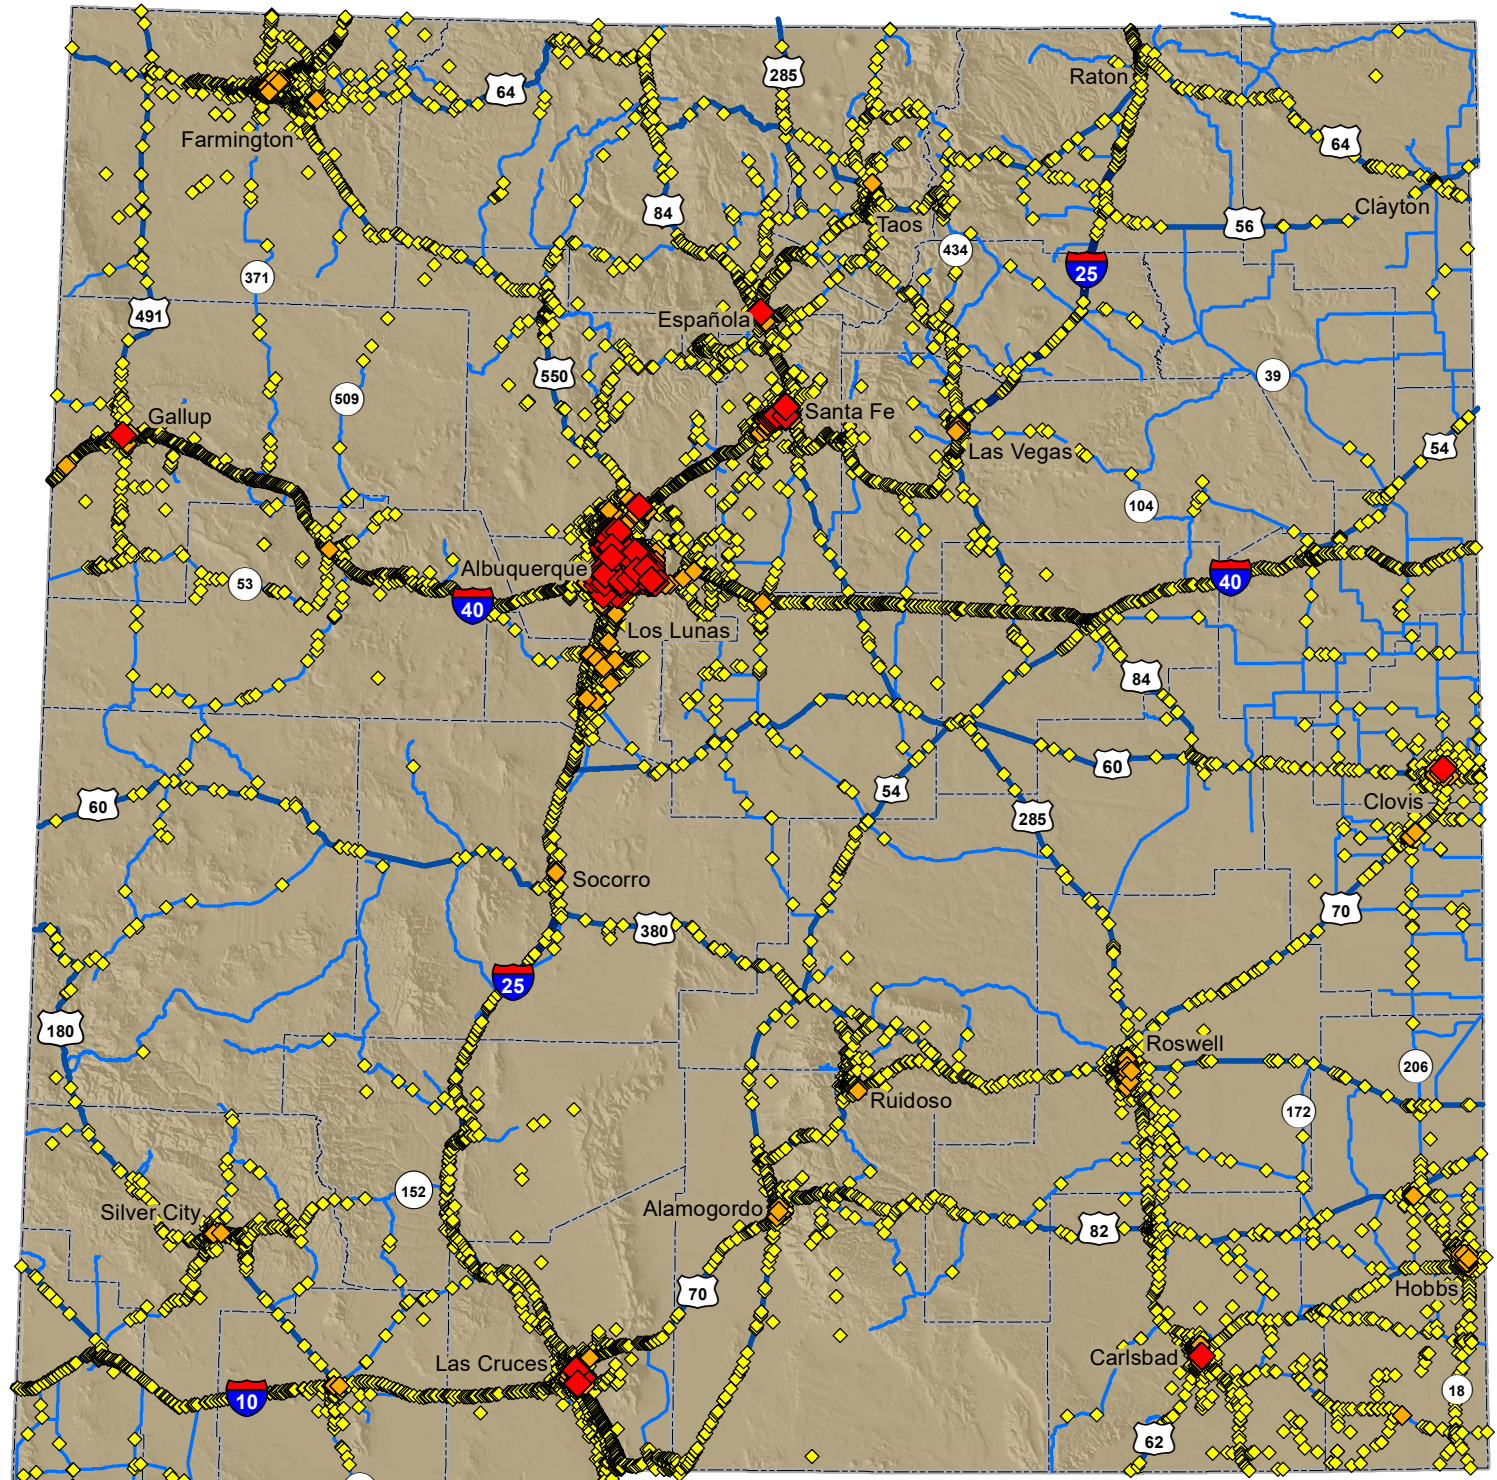 285
Raton
64
64
Farmington
84
Taos
Clayton
56
434
371
25
491
Española
550
39
509
Gallup
Santa Fe
54
Las Vegas
104
Albuquerque
53
40
40
Los Lunas
84
60
60
54
285
Clovis
Socorro
70
380
25
180
Roswell
206
Ruidoso
172
152
Silver City
Alamogordo
82
70
Hobbs
Las Cruces
Carlsbad
10
18
62